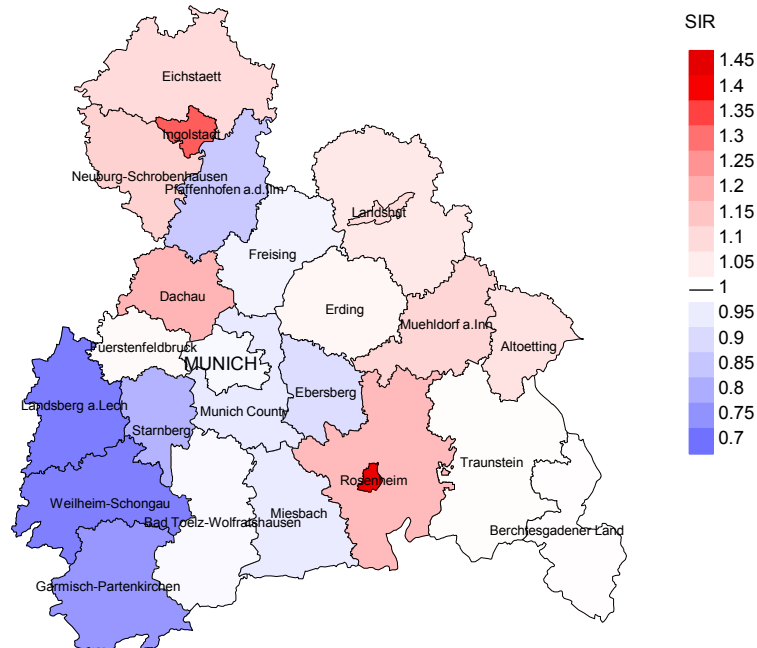 SIR
1.45
1.4
1.35
1.3
1.25
1.2
1.15
1.1
1.05
1
0.95
0.9
0.85
0.8
0.75
0.7
Eichstaett
Ingolstadt
Neuburg-Schrobenhausen
Pfaffenhofen a.d.Ilm
Landshut
Freising
Dachau
Erding
Muehldorf a.Inn
Altoetting
Fuerstenfeldbruck
MUNICH
Ebersberg
Landsberg a.Lech
Munich County
Starnberg
Traunstein
Rosenheim
Weilheim-Schongau
Miesbach
Bad Toelz-Wolfratshausen
Berchtesgadener Land
Garmisch-Partenkirchen